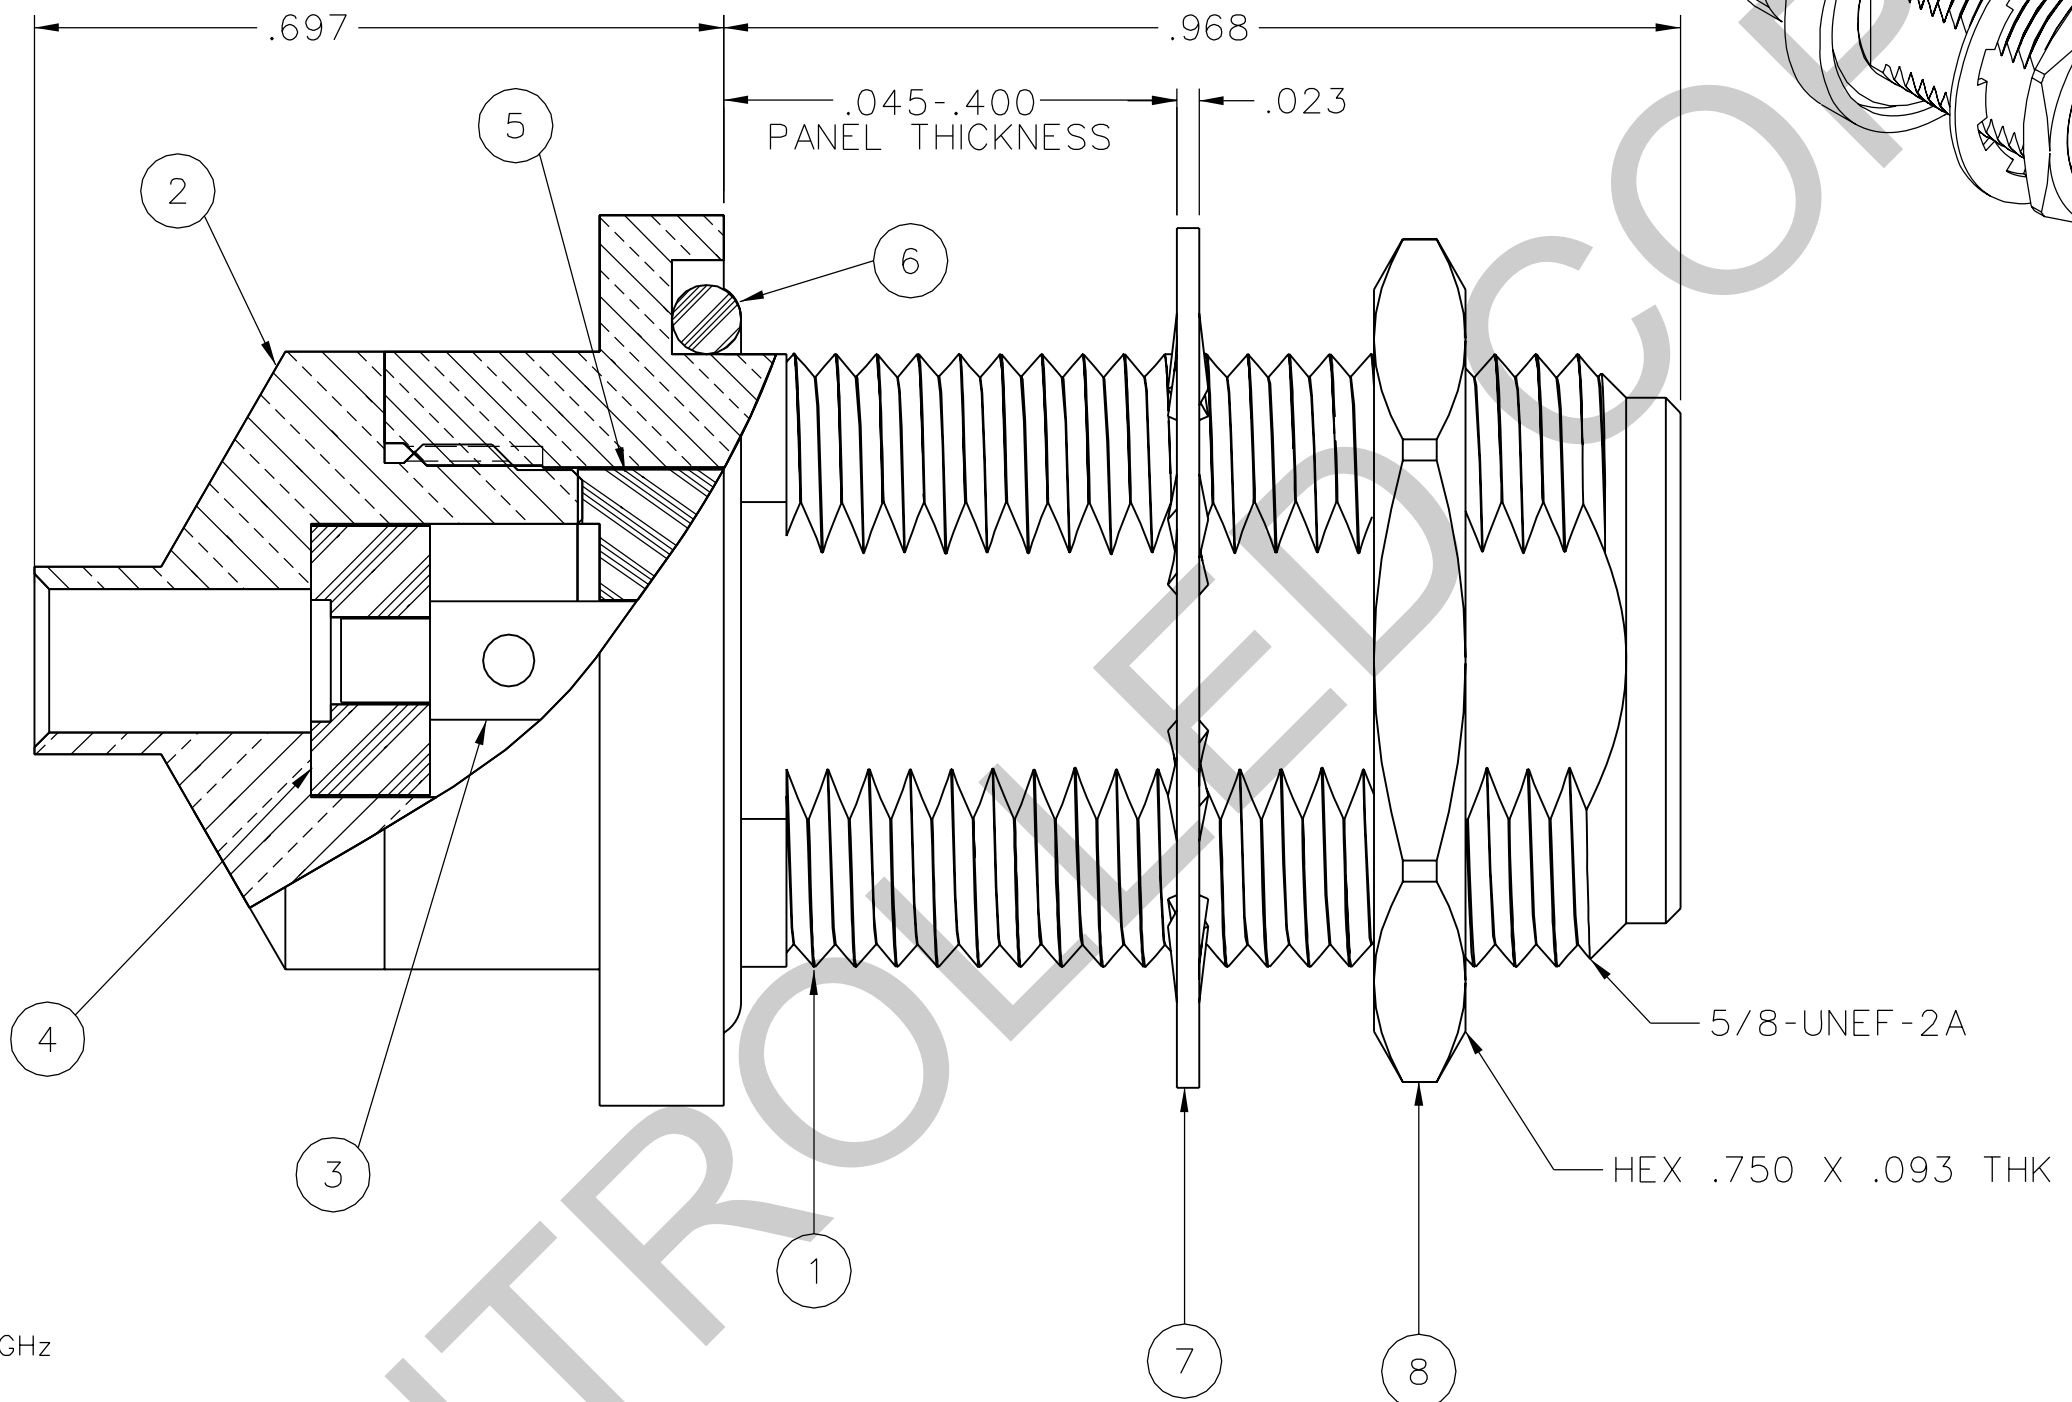 .697
.968
.045-.400
.023
PANEL THICKNESS
5
2
6
4
3
1
7
8
5/8-UNEF-2A
HEX .750 X .093 THK
GHz
NTROLLED COP